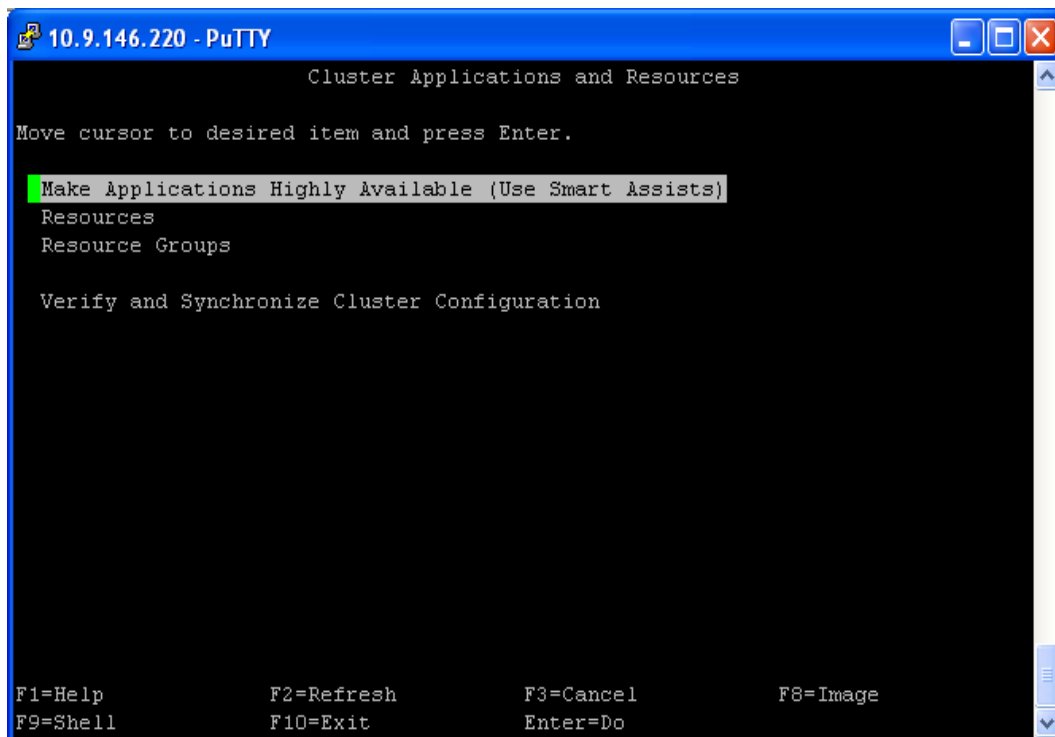 10.9.146.220 - PuTTY
Cluster Applications and Resources
Move cursor to desired item and press Enter.
Make Applications Highly Available (Use Smart Assists)
Resources
Resource Groups
Verify and Synchronize Cluster Configuration
F1=Help F2=Refresh F3=Cancel F8=Image
F9=Shell F10=Exit Enter=Do